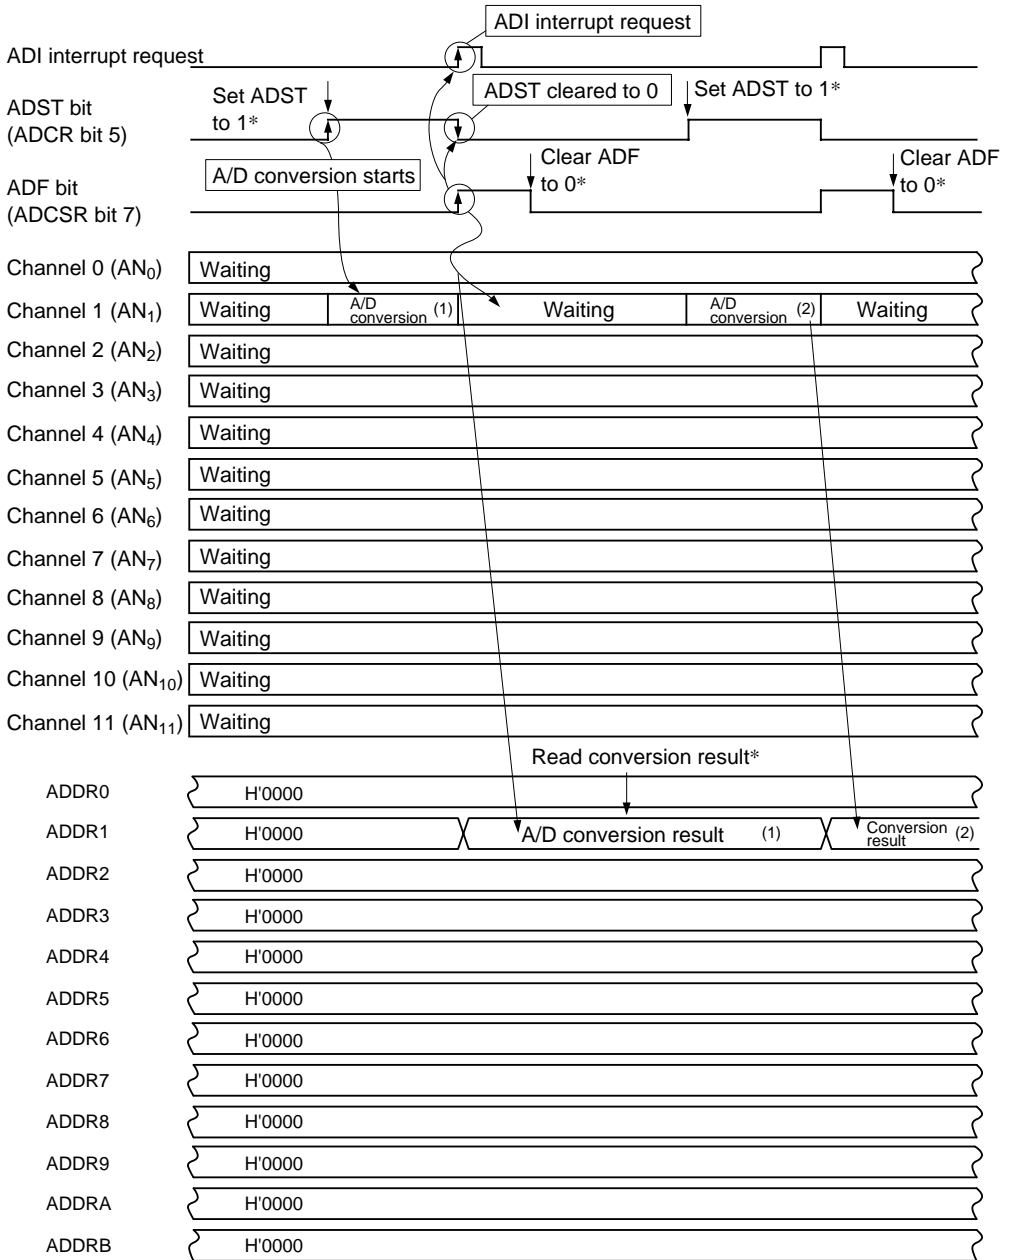 ADI interrupt request
ADI interrupt request
ADST bit
(ADCR bit 5)
Set ADST
to 1*
ADST cleared to 0
Set ADST to 1*
A/D conversion starts
ADF bit
(ADCSR bit 7)
Clear ADF
to 0*
Clear ADF
to 0*
Channel 0 (AN0) Waiting
Channel 1 (AN1) Waiting A/D conversion (1) Waiting A/D conversion (2) Waiting
Channel 2 (AN2) Waiting
Channel 3 (AN3) Waiting
Channel 4 (AN4) Waiting
Channel 5 (AN5) Waiting
Channel 6 (AN6) Waiting
Channel 7 (AN7) Waiting
Channel 8 (AN8) Waiting
Channel 9 (AN9) Waiting
Channel 10 (AN10) Waiting
Channel 11 (AN11) Waiting
Read conversion result*
ADDR0 H'0000
ADDR1 H'0000 A/D conversion result (1) Conversion result (2)
ADDR2 H'0000
ADDR3 H'0000
ADDR4 H'0000
ADDR5 H'0000
ADDR6 H'0000
ADDR7 H'0000
ADDR8 H'0000
ADDR9 H'0000
ADDRA H'0000
ADDRB H'0000